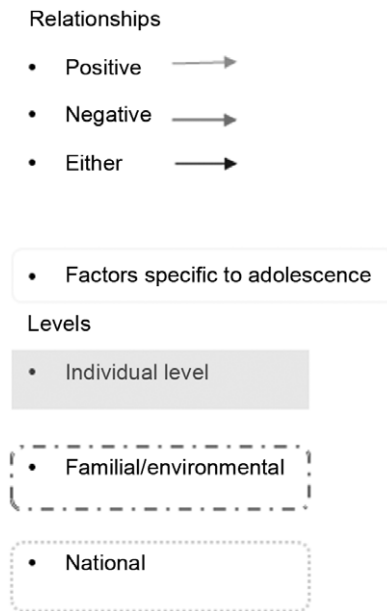 Relationships
• Positive
• Negative
• Either
• Factors specific to adolescence
Levels
• Individual level
• Familial/environmental
• National